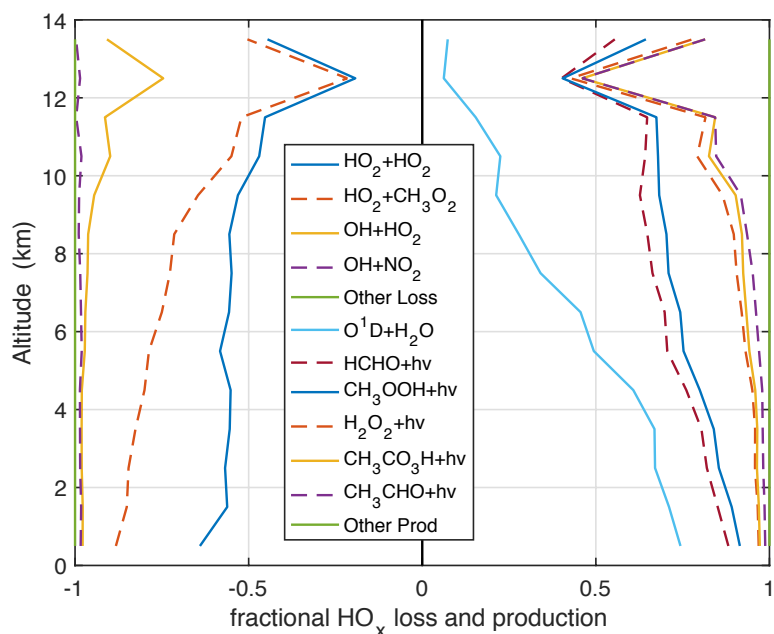 14
12
10
8
6
4
2
0
Altitude (km)
HO₂+HO₂
HO₂+CH₃O₂
OH+HO₂
OH+NO₂
Other Loss
O¹D+H₂O
HCHO+hv
CH₃OOH+hv
H₂O₂+hv
CH₃CO₃H+hv
CH₃CHO+hv
Other Prod
-1 -0.5 0 0.5 1
fractional HOₓ loss and production